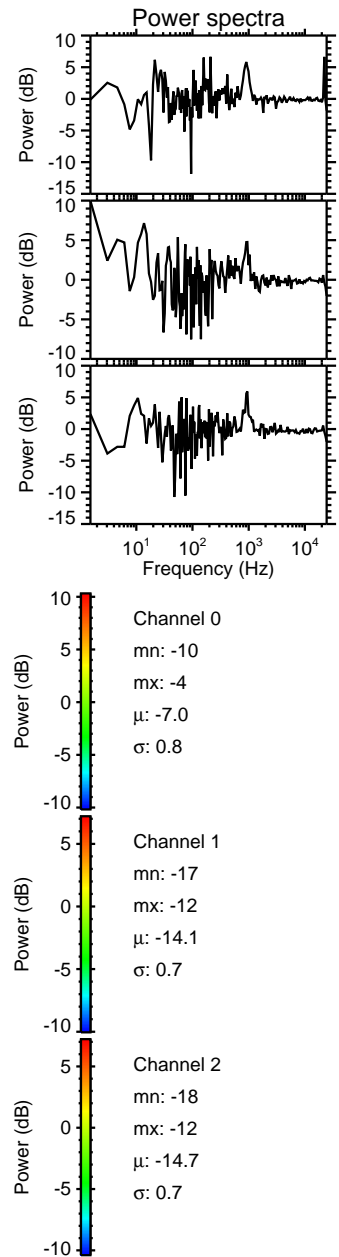 Power spectra
10
5
0
-5
-10
-15
Power (dB)
10
5
0
-5
-10
Power (dB)
10
5
0
-5
-10
-15
Power (dB)
10¹ 10² 10³ 10⁴
Frequency (Hz)
10
5
0
-5
-10
Power (dB)
Channel 0
mn: -10
mx: -4
μ: -7.0
σ: 0.8
5
0
-5
-10
Power (dB)
Channel 1
mn: -17
mx: -12
μ: -14.1
σ: 0.7
5
0
-5
-10
Power (dB)
Channel 2
mn: -18
mx: -12
μ: -14.7
σ: 0.7